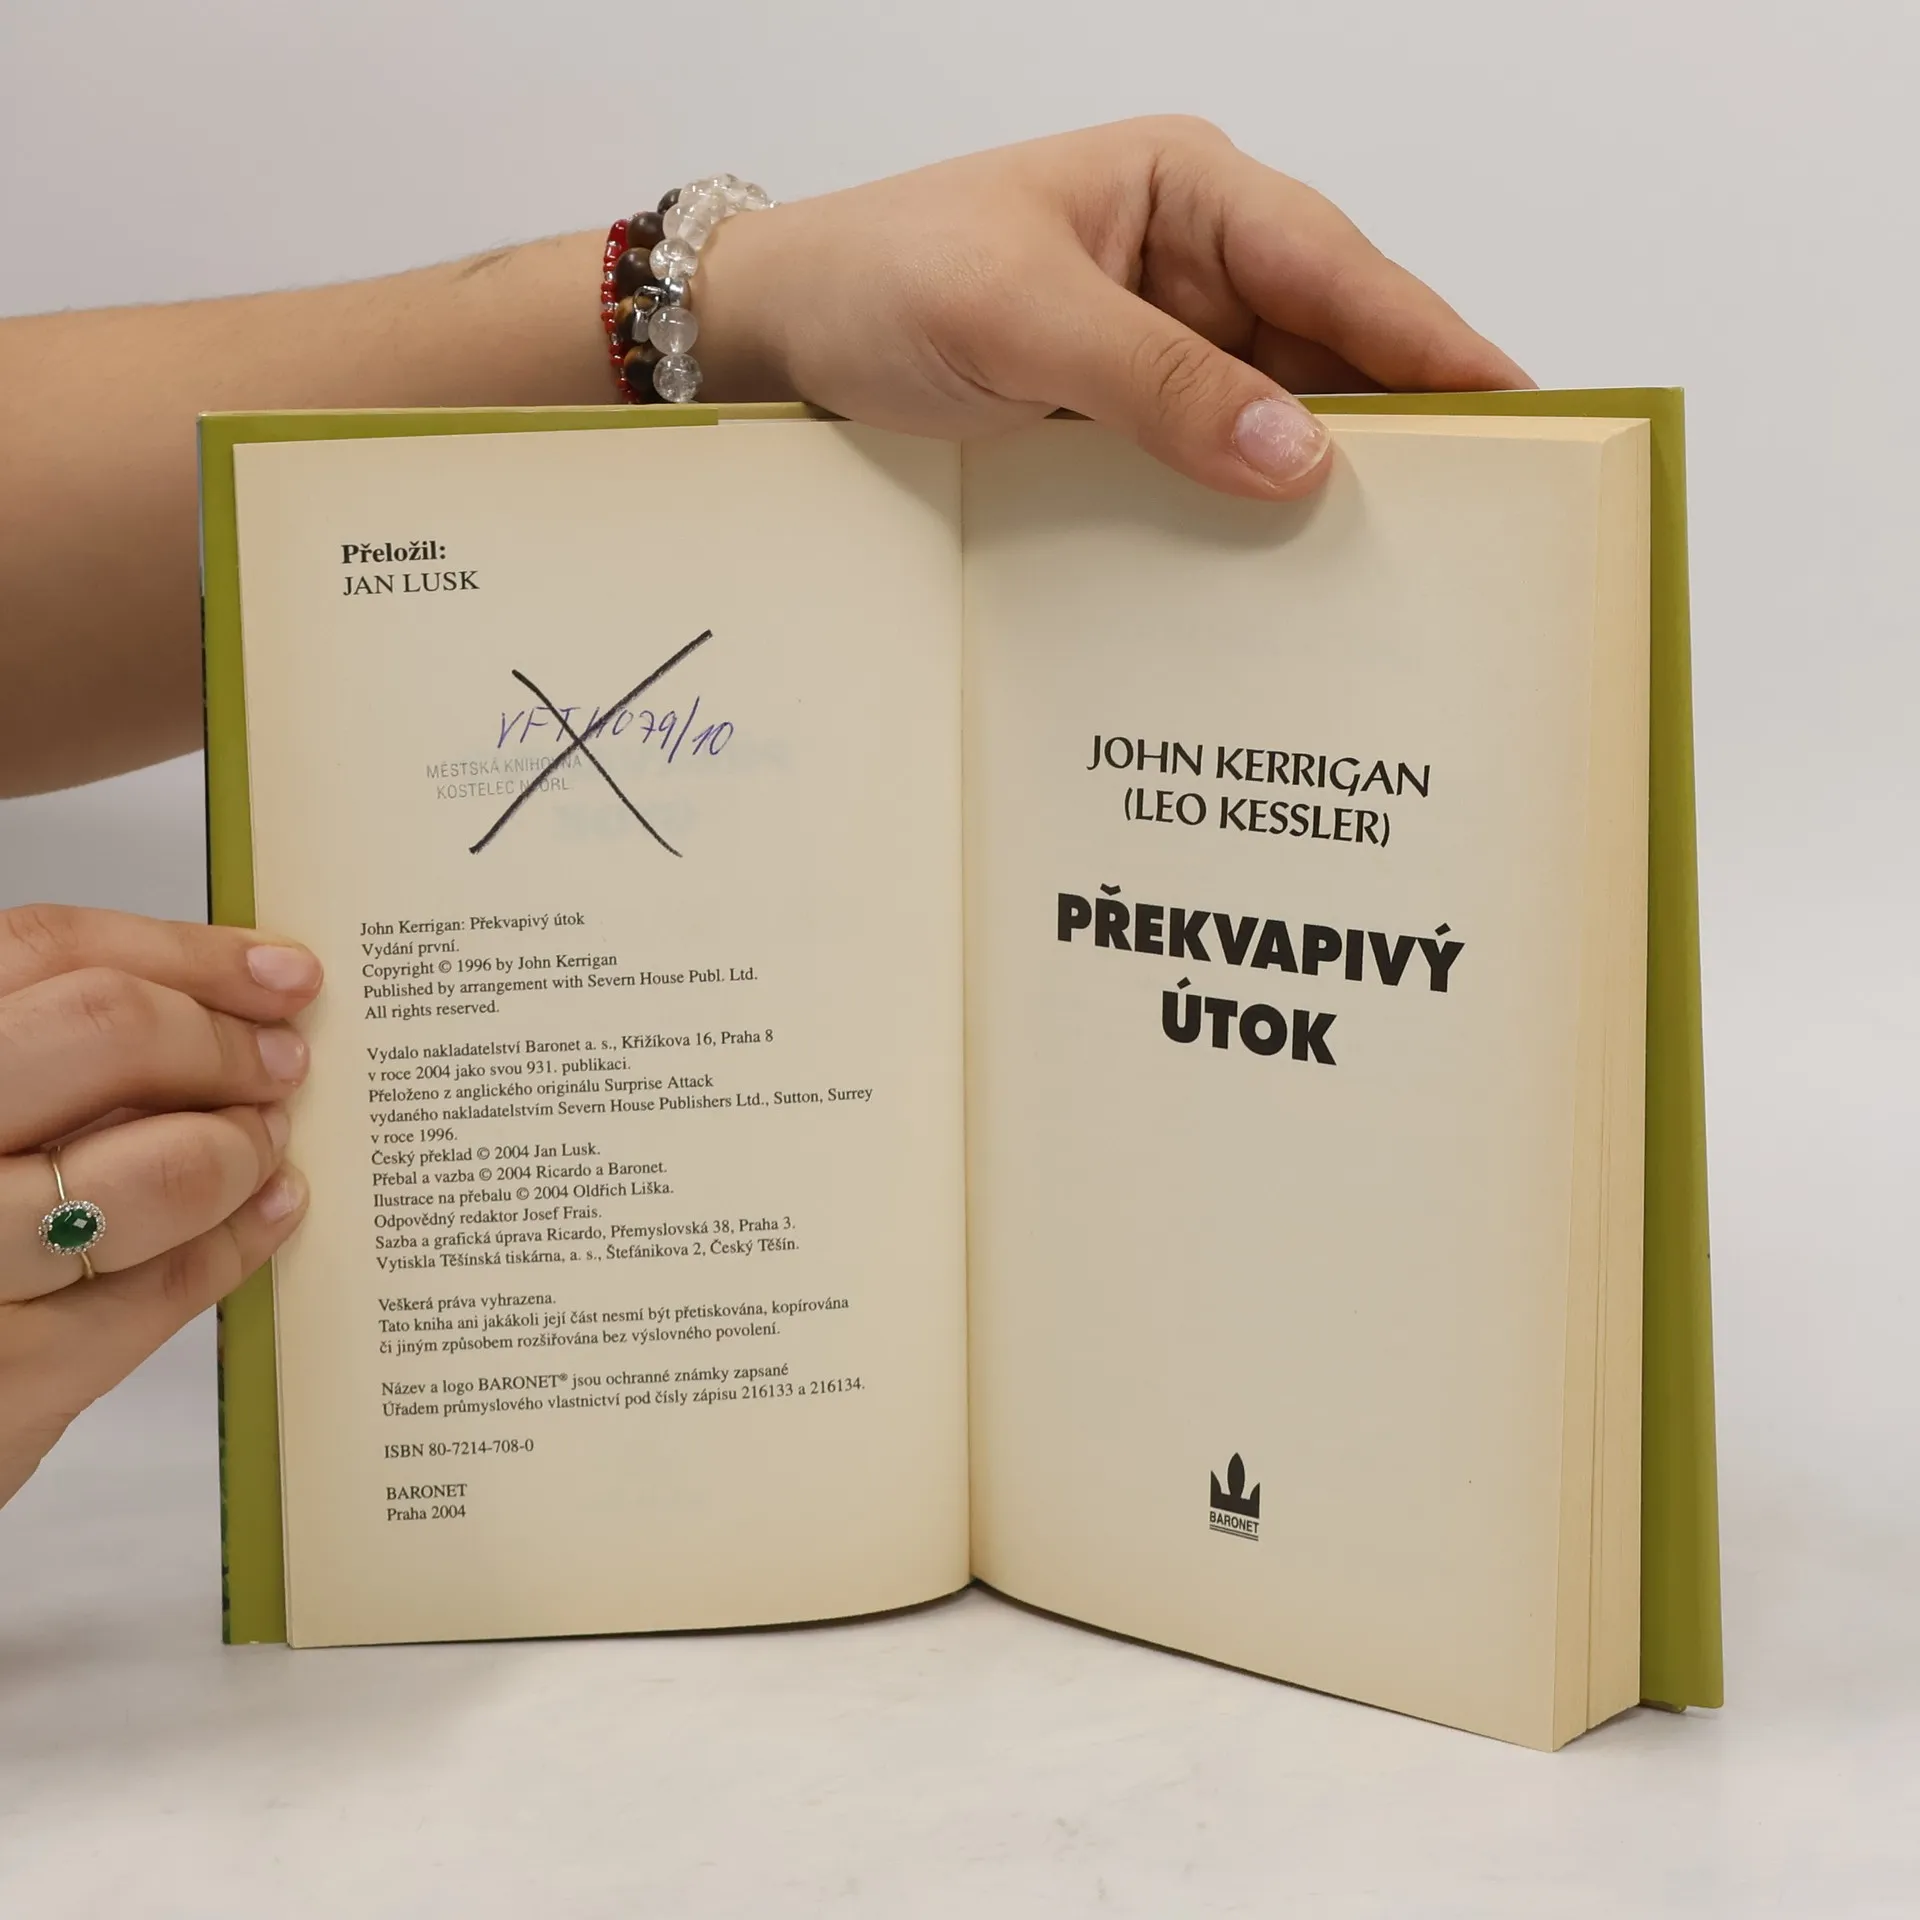 Přeložil:
JAN LUSK
MĚSTSKÁ KNIHOVNA
KOSTELEC N. ORL.
John Kerrigan: Překvapivý útok
Vydání první.
Copyright © 1996 by John Kerrigan
Published by arrangement with Severn House Publ. Ltd.
All rights reserved.
Vydalo nakladatelství Baronet a. s., Křižíkova 16, Praha 8
v roce 2004 jako svou 931. publikaci.
Přeloženo z anglického originálu Surprise Attack
vydaného nakladatelstvím Severn House Publishers Ltd., Sutton, Surrey
v roce 1996.
Český překlad © 2004 Jan Lusk.
Přebal a vazba © 2004 Ricardo a Baronet.
Ilustrace na přebalu © 2004 Oldřich Liška.
Odpovědný redaktor Josef Frais.
Sazba a grafická úprava Ricardo, Přemyslovská 38, Praha 3.
Vytiskla Těšínská tiskárna, a. s., Štefánikova 2, Český Těšín.
Veškerá práva vyhrazena.
Tato kniha ani jakákoli její část nesmí být přetiskována, kopírována
či jiným způsobem rozšiřována bez výslovného povolení.
Název a logo BARONET® jsou ochranné známky zapsané
Úřadem průmyslového vlastnictví pod čísly zápisu 216133 a 216134.
ISBN 80-7214-708-0
BARONET
Praha 2004
JOHN KERRIGAN
(LEO KESSLER)
PŘEKVAPIVÝ
ÚTOK
BARONET